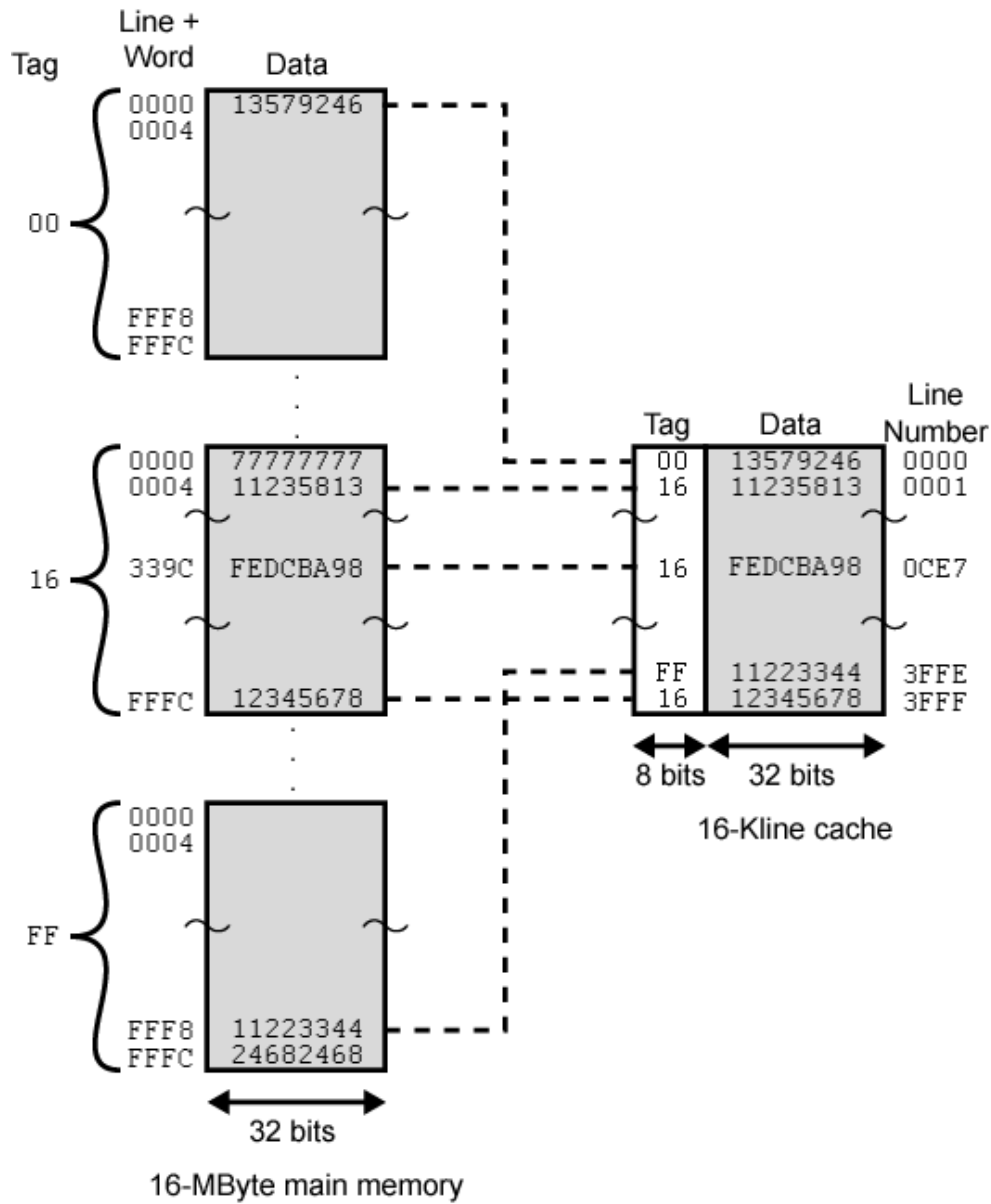 Line +
Word
Tag
Data
0000 13579246
0004
00
FFF8
FFFC
Tag Data Line
Number
0000 77777777
0004 11235813
16
339C FEDCBA98
FFFC 12345678
00 13579246 0000
16 11235813 0001
16 FEDCBA98 0CE7
FF 11223344 3FFE
16 12345678 3FFF
8 bits 32 bits
16-Kline cache
0000
0004
FF
FFF8 11223344
FFFC 24682468
32 bits
16-MByte main memory